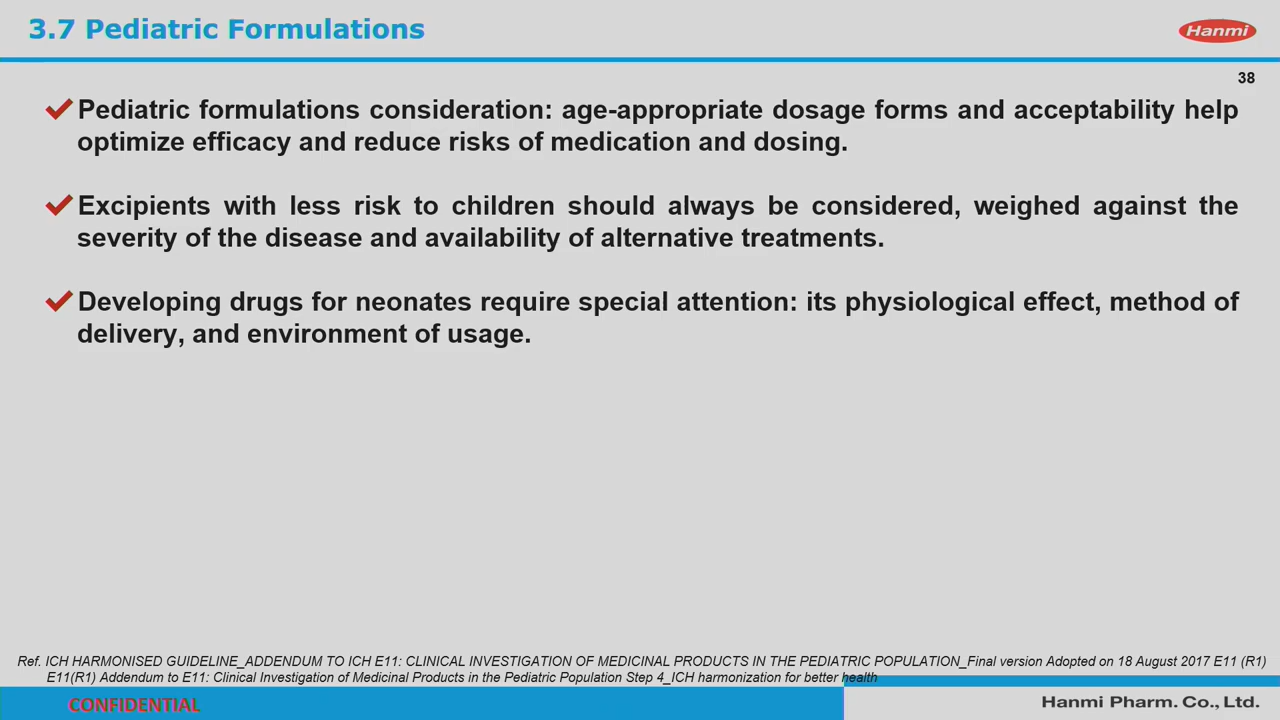 3.7 Pediatric Formulations
Hanmi
38
Pediatric formulations consideration: age-appropriate dosage forms and acceptability help
optimize efficacy and reduce risks of medication and dosing.
Excipients with less risk to children should always be considered, weighed against the
severity of the disease and availability of alternative treatments.
Developing drugs for neonates require special attention: its physiological effect, method of
delivery, and environment of usage.
Ref. ICH HARMONISED GUIDELINE_ADDENDUM TO ICH E11: CLINICAL INVESTIGATION OF MEDICINAL PRODUCTS IN THE PEDIATRIC POPULATION_Final version Adopted on 18 August 2017 E11 (R1)
E11(R1) Addendum to E11: Clinical Investigation of Medicinal Products in the Pediatric Population Step 4_ICH harmonization for better health
CONFIDENTIAL
Hanmi Pharm. Co., Ltd.